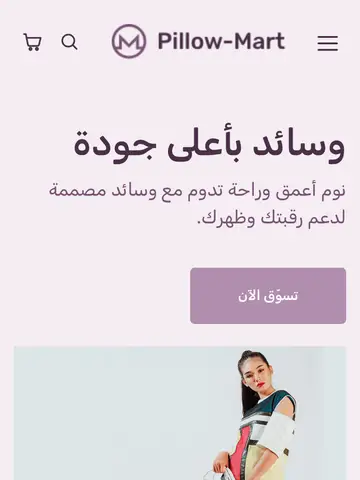 Pillow-Mart
وسائد بأعلى جودة
نوم أعمق وراحة تدوم مع وسائد مصممة
لدعم رقبتك وظهرك.
تسوّق الآن